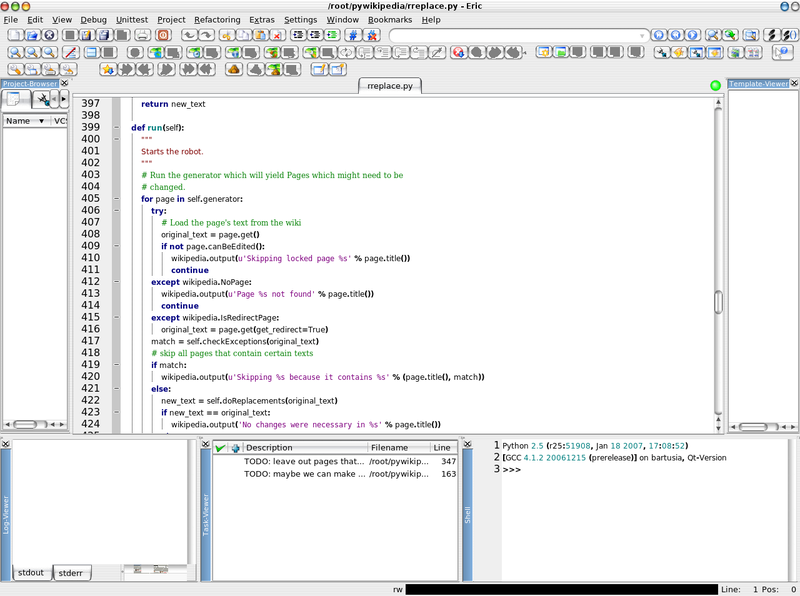 /root/pywikipedia/rreplace.py - Eric
File Edit View Debug Unittest Project Refactoring Extras Settings Window Bookmarks Help
Project-Browser
rreplace.py
Template-Viewer
Name VCS
397 return new_text
398
399 def run(self):
400 """
401 Starts the robot.
402 """
403 # Run the generator which will yield Pages which might need to be
404 # changed.
405 for page in self.generator:
406 try:
407 # Load the page's text from the wiki
408 original_text = page.get()
409 if not page.canBeEdited():
410 wikipedia.output(u'Skipping locked page %s' % page.title())
411 continue
412 except wikipedia.NoPage:
413 wikipedia.output(u'Page %s not found' % page.title())
414 continue
415 except wikipedia.IsRedirectPage:
416 original_text = page.get(get_redirect=True)
417 match = self.checkExceptions(original_text)
418 # skip all pages that contain certain texts
419 if match:
420 wikipedia.output(u'Skipping %s because it contains %s' % (page.title(), match))
421 else:
422 new_text = self.doReplacements(original_text)
423 if new_text == original_text:
424 wikipedia.output('No changes were necessary in %s' % page.title())
Log-Viewer
stdout stderr
Task-Viewer
Description Filename Line
TODO: leave out pages that... /root/pywikip... 347
TODO: maybe we can make ... /root/pywikip... 163
Shell
1 Python 2.5 (r25:51908, Jan 18 2007, 17:08:52)
2 [GCC 4.1.2 20061215 (prerelease)] on bartusia, Qt-Version
3 >>>
rw Line: 1 Pos: 0